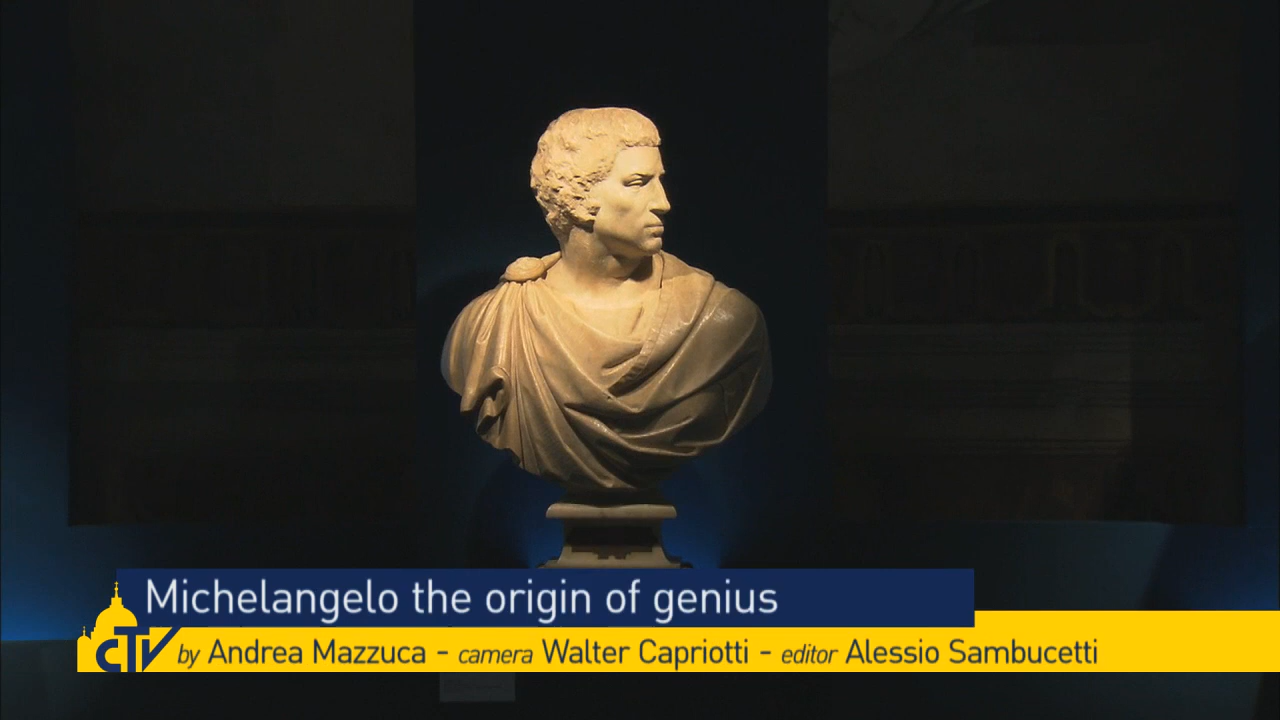 Michelangelo the origin of genius
CTV by Andrea Mazzuca - camera Walter Capriotti - editor Alessio Sambucetti